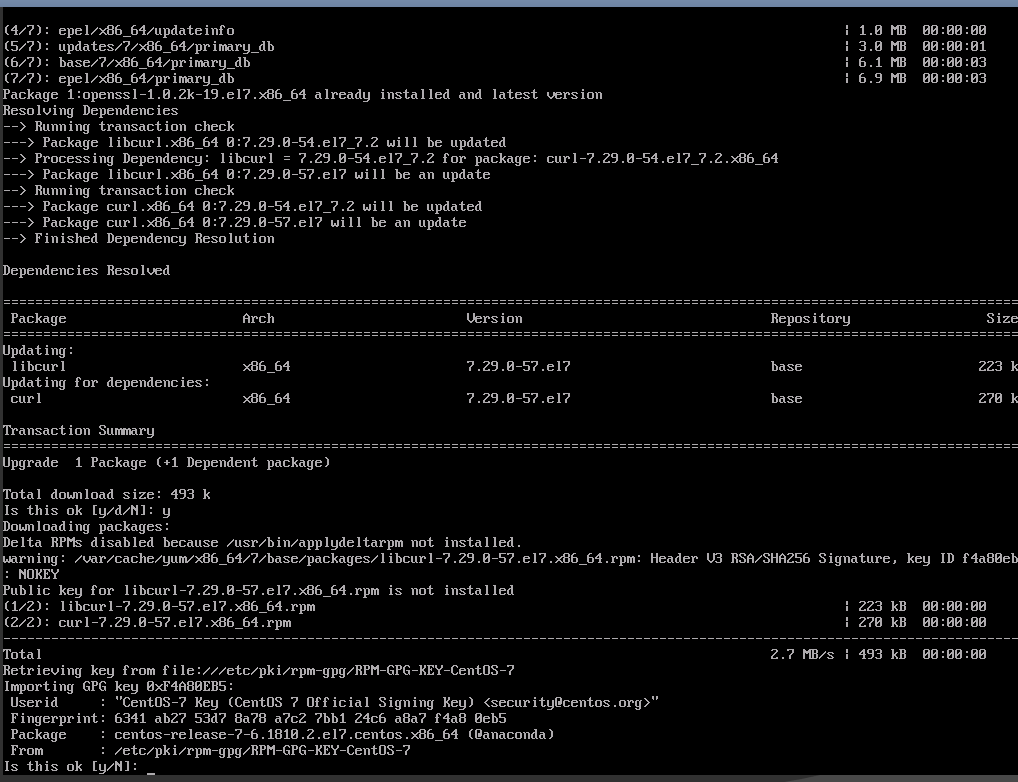 (4/7): epel/x86_64/updateinfo | 1.0 MB 00:00:00
(5/7): updates/7/x86_64/primary_db | 3.0 MB 00:00:01
(6/7): base/7/x86_64/primary_db | 6.1 MB 00:00:03
(7/7): epel/x86_64/primary_db | 6.9 MB 00:00:03
Package 1:openssl-1.0.2k-19.el7.x86_64 already installed and latest version
Resolving Dependencies
--> Running transaction check
---> Package libcurl.x86_64 0:7.29.0-54.el7_7.2 will be updated
--> Processing Dependency: libcurl = 7.29.0-54.el7_7.2 for package: curl-7.29.0-54.el7_7.2.x86_64
---> Package libcurl.x86_64 0:7.29.0-57.el7 will be an update
--> Running transaction check
---> Package curl.x86_64 0:7.29.0-54.el7_7.2 will be updated
---> Package curl.x86_64 0:7.29.0-57.el7 will be an update
--> Finished Dependency Resolution
Dependencies Resolved
Package Arch Version Repository Size
Updating:
libcurl x86_64 7.29.0-57.el7 base 223 k
Updating for dependencies:
curl x86_64 7.29.0-57.el7 base 270 k
Transaction Summary
Upgrade 1 Package (+1 Dependent package)
Total download size: 493 k
Is this ok [y/d/N]: y
Downloading packages:
Delta RPMs disabled because /usr/bin/applydeltarpm not installed.
warning: /var/cache/yum/x86_64/7/base/packages/libcurl-7.29.0-57.el7.x86_64.rpm: Header V3 RSA/SHA256 Signature, key ID f4a80eb
: NOKEY
Public key for libcurl-7.29.0-57.el7.x86_64.rpm is not installed
(1/2): libcurl-7.29.0-57.el7.x86_64.rpm | 223 kB 00:00:00
(2/2): curl-7.29.0-57.el7.x86_64.rpm | 270 kB 00:00:00
Total 2.7 MB/s | 493 kB 00:00:00
Retrieving key from file:///etc/pki/rpm-gpg/RPM-GPG-KEY-CentOS-7
Importing GPG key 0xF4A80EB5:
Userid : "CentOS-7 Key (CentOS 7 Official Signing Key) <security@centos.org>"
Fingerprint: 6341 ab27 53d7 8a78 a7c2 7bb1 24c6 a8a7 f4a8 0eb5
Package : centos-release-7-6.1810.2.el7.centos.x86_64 (@anaconda)
From : /etc/pki/rpm-gpg/RPM-GPG-KEY-CentOS-7
Is this ok [y/N]: _